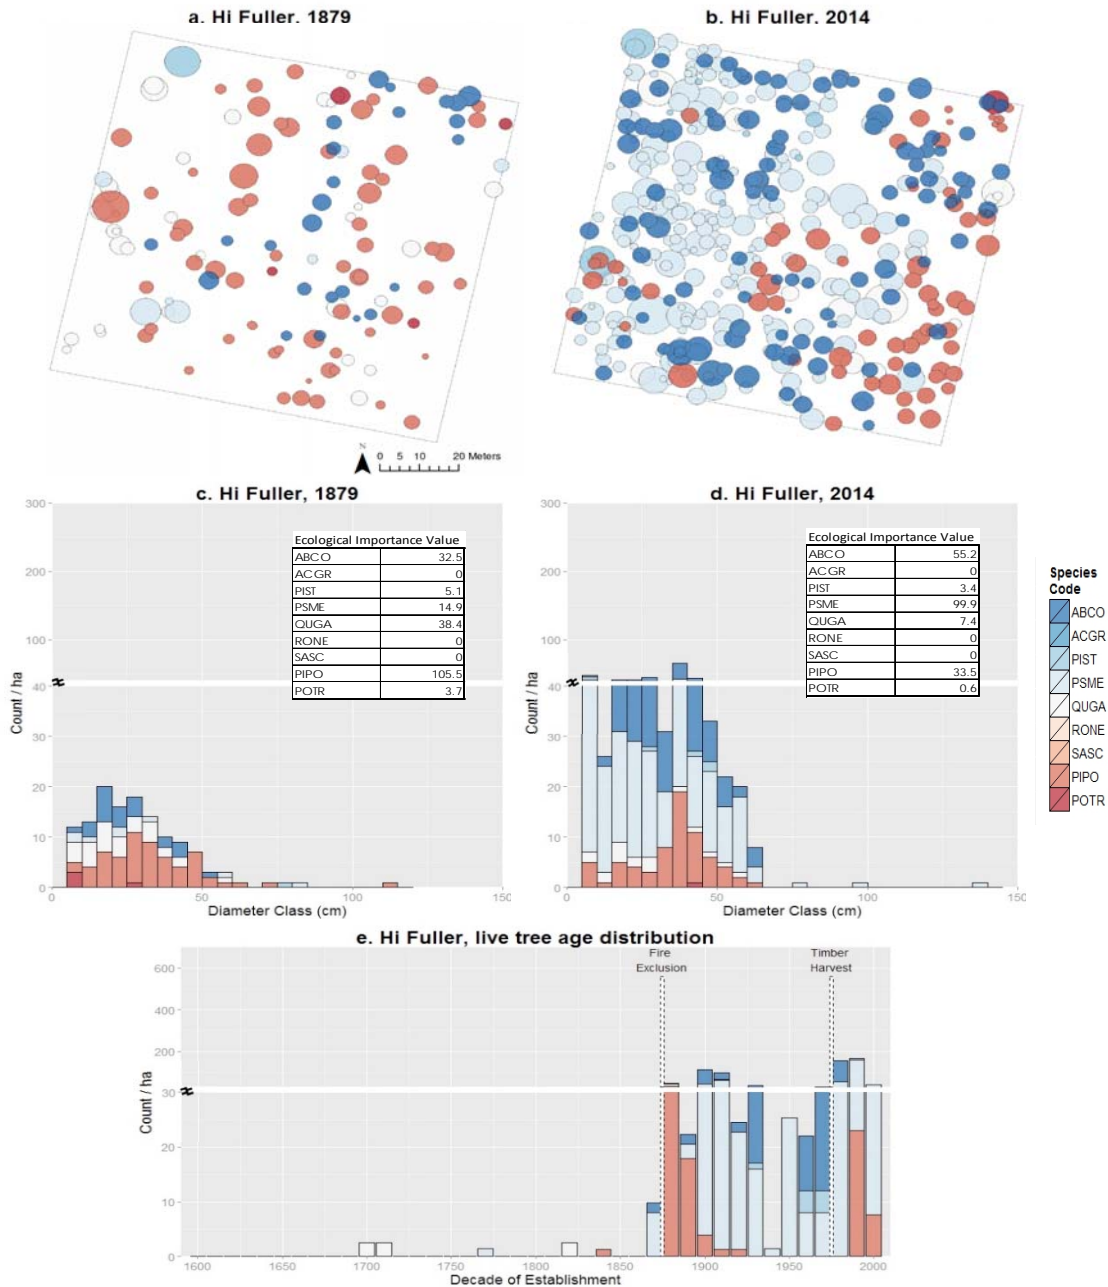 a. Hi Fuller, 1879
b. Hi Fuller, 2014
N
0 5 10 20 Meters
c. Hi Fuller, 1879
300
200
100
40
30
20
10
0
Count / ha
0 50 100 150
Diameter Class (cm)
Ecological Importance Value
ABCO 32.5
ACGR 0
PIST 5.1
PSME 14.9
QUGA 38.4
RONE 0
SASC 0
PIPO 105.5
POTR 3.7
d. Hi Fuller, 2014
300
200
100
40
30
20
10
0
Count / ha
0 50 100 150
Diameter Class (cm)
Ecological Importance Value
ABCO 55.2
ACGR 0
PIST 3.4
PSME 99.9
QUGA 7.4
RONE 0
SASC 0
PIPO 33.5
POTR 0.6
Species
Code
ABCO
ACGR
PIST
PSME
QUGA
RONE
SASC
PIPO
POTR
e. Hi Fuller, live tree age distribution
Fire
Exclusion
Timber
Harvest
600
400
200
30
20
10
0
Count / ha
1600 1650 1700 1750 1800 1850 1900 1950 2000
Decade of Establishment